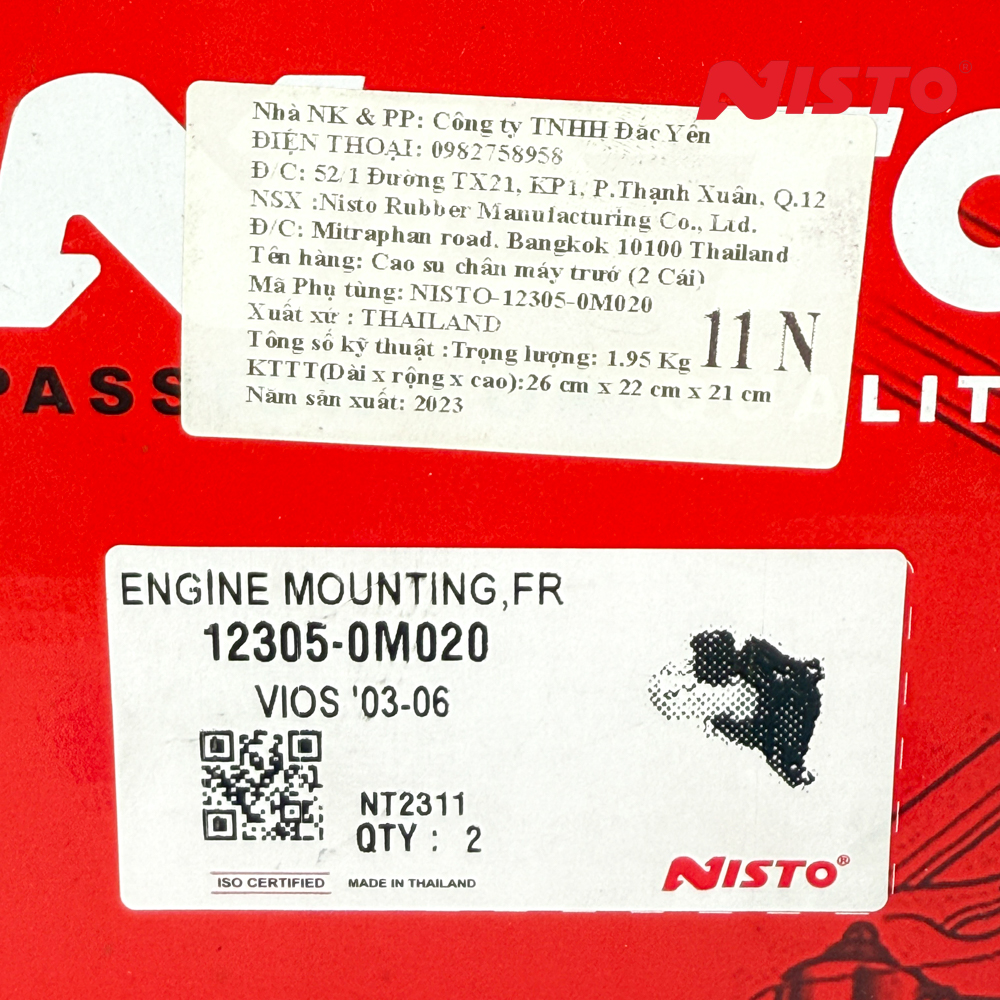 NISTO®
Nhà NK & PP: Công ty TNHH Đắc Yên
ĐIỆN THOẠI: 0982758958
Đ/C: 52/1 Đường TX21, KP1, P.Thạnh Xuân, Q.12
NSX :Nisto Rubber Manufacturing Co., Ltd.
Đ/C: Mitraphan road. Bangkok 10100 Thailand
Tên hàng: Cao su chân máy trướ (2 Cái)
Mã Phụ tùng: NISTO-12305-0M020
Xuất xứ : THAILAND
Tổng số kỹ thuật :Trọng lượng: 1.95 Kg
KTTT(Dài x rộng x cao):26 cm x 22 cm x 21 cm
Năm sản xuất: 2023
11 N
PASS
ALIT
ENGINE MOUNTING,FR
12305-0M020
VIOS '03-06
NT2311
QTY : 2
ISO CERTIFIED MADE IN THAILAND
NISTO®